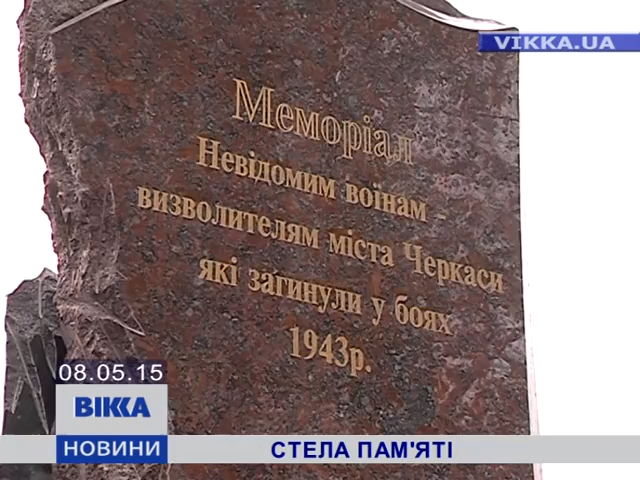 VIKKA.UA
Меморіал
Невідомим воїнам -
визволителям міста Черкаси
які загинули у боях
1943р.
08.05.15
ВІККА
НОВИНИ
СТЕЛА ПАМ'ЯТІ